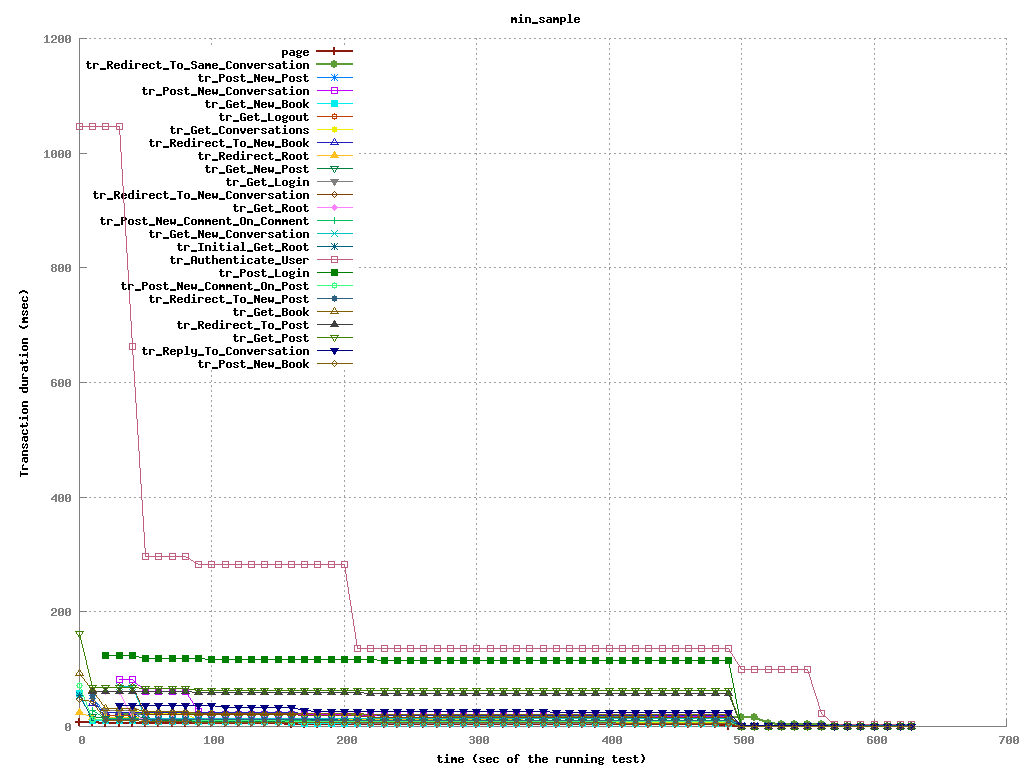 min_sample
1200
1000
800
600
400
200
0
Transaction duration (msec)
page
tr_Redirect_To_Same_Conversation
tr_Post_New_Post
tr_Post_New_Conversation
tr_Get_New_Book
tr_Get_Logout
tr_Get_Conversations
tr_Redirect_To_New_Book
tr_Redirect_Root
tr_Get_New_Post
tr_Get_Login
tr_Redirect_To_New_Conversation
tr_Get_Root
tr_Post_New_Comment_On_Comment
tr_Get_New_Conversation
tr_Initial_Get_Root
tr_Authenticate_User
tr_Post_Login
tr_Post_New_Comment_On_Post
tr_Redirect_To_New_Post
tr_Get_Book
tr_Redirect_To_Post
tr_Get_Post
tr_Reply_To_Conversation
tr_Post_New_Book
0 100 200 300 400 500 600 700
time (sec of the running test)